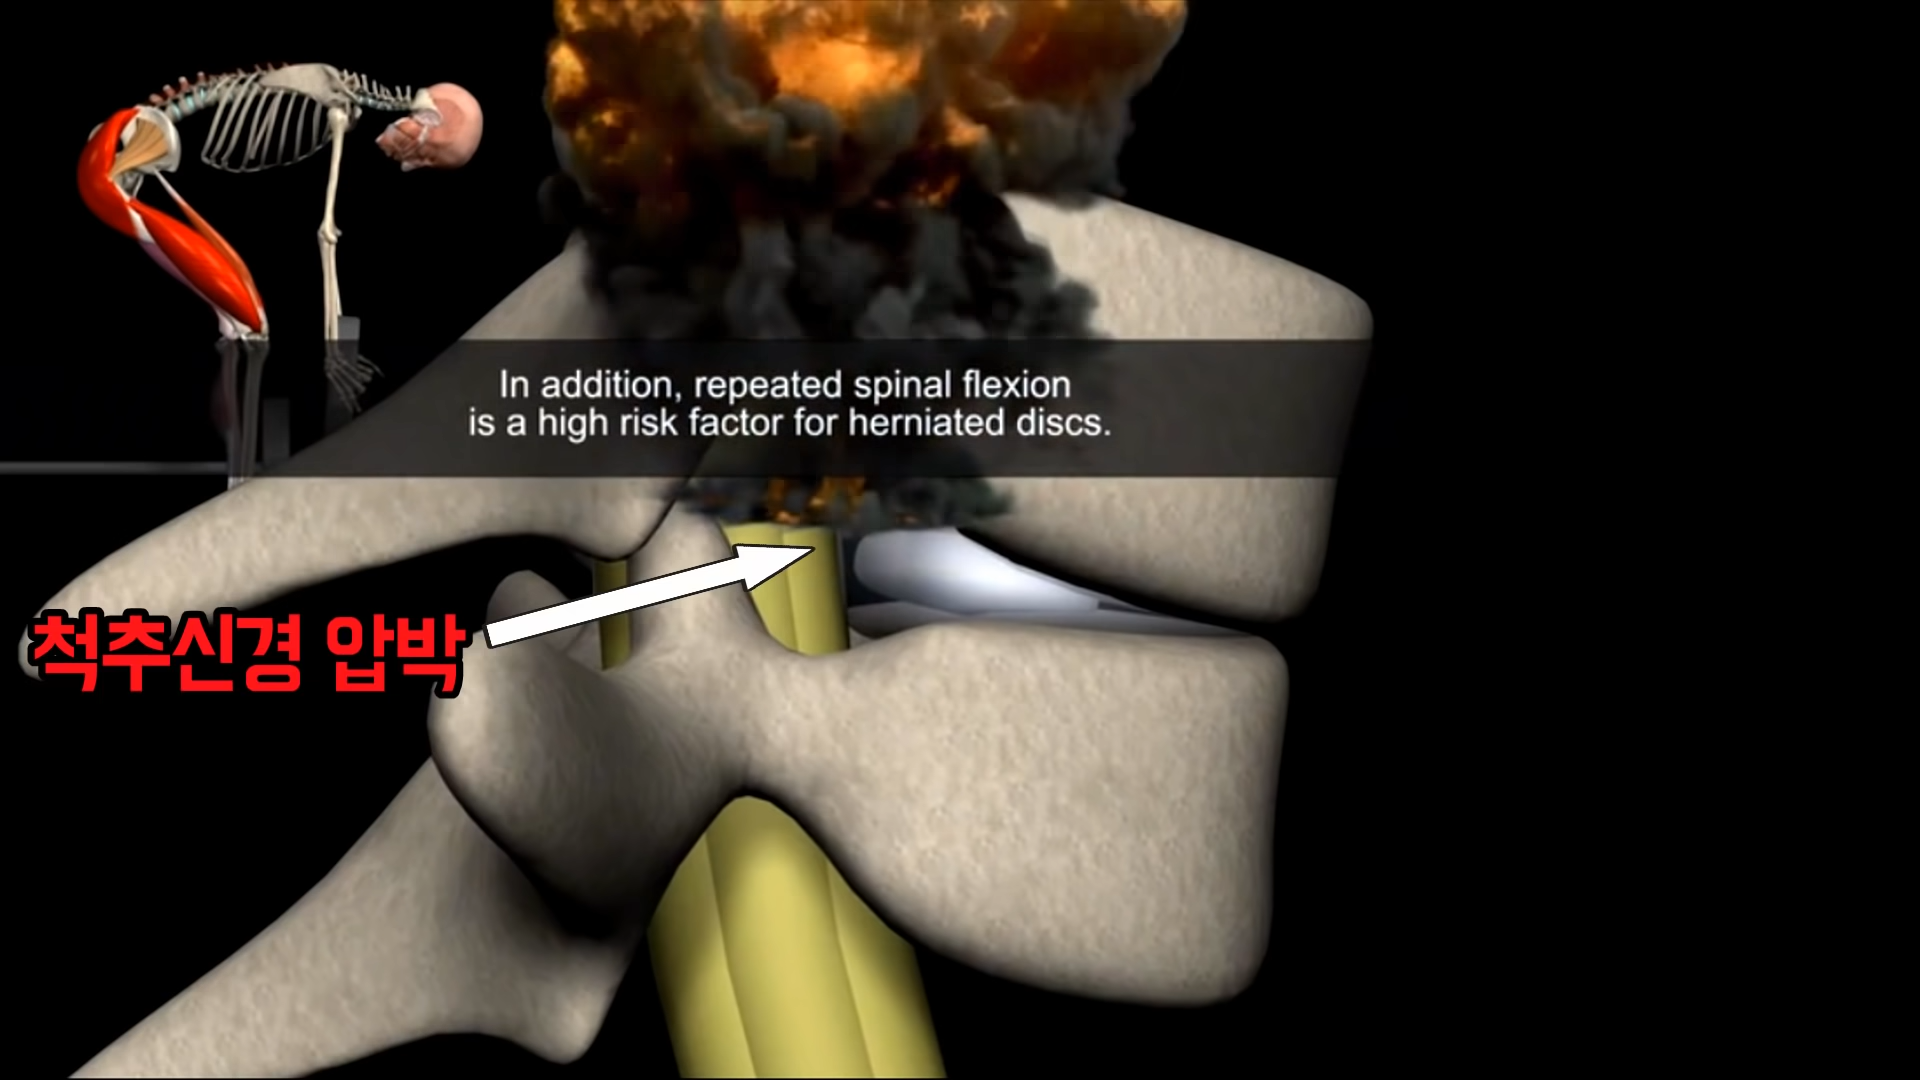 In addition, repeated spinal flexion
is a high risk factor for herniated discs.
척추신경 압박